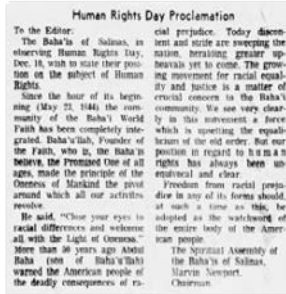 Human Rights Day Proclamation
To the Editor:
The Baha'is of Salinas, in
observing Human Rights Day,
Dec. 10, wish to state their posi-
tion on the subject of Human
Rights.
Since the hour of its begin-
ning (May 23, 1844) the com-
munity of the Baha'i World
Faith has been completely inte-
grated. Baha'u'llah, Founder of
the Faith, who is, the Baha'is
believe, the Promised One of all
ages, made the principle of the
Oneness of Mankind the pivot
around which all our activities
revolve.
He said, "Close your eyes to
racial differences and welcome
all with the Light of Oneness."
More than 50 years ago Abdul
Baha (son of Baha'u'llah)
warned the American people of
the deadly consequences of ra-
cial prejudice. Today discon-
tent and strife are sweeping the
nation, heralding greater up-
heavals yet to come. The grow-
ing movement for racial equal-
ity and justice is a matter of
crucial concern to the Baha'i
community. We see very clear-
ly in this movement a force
which is upsetting the equili-
brium of the old order. But our
position in regard to human
rights has always been un-
equivocal and clear.
Freedom from racial preju-
dice in any of its forms should,
at such a time as this, be
adopted as the watchword of
the entire body of the Amer-
ican people.
The Spiritual Assembly of
the Baha'is of Salinas,
Marvin Newport,
Chairman